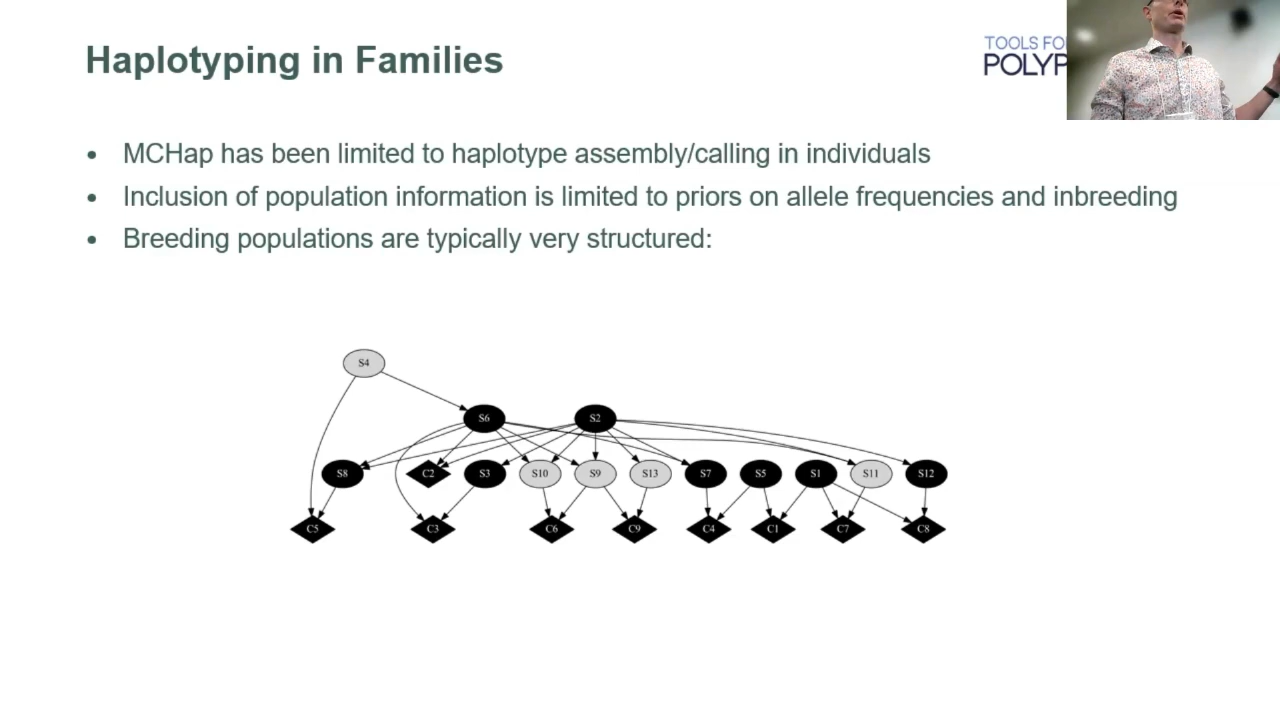 Haplotyping in Families
TOOLS FO
POLYP
• MCHap has been limited to haplotype assembly/calling in individuals
• Inclusion of population information is limited to priors on allele frequencies and inbreeding
• Breeding populations are typically very structured:
S4
S6 S2
S8 C2 S3 S10 S9 S13 S7 S5 S1 S11 S12
C5 C3 C6 C9 C4 C1 C7 C8